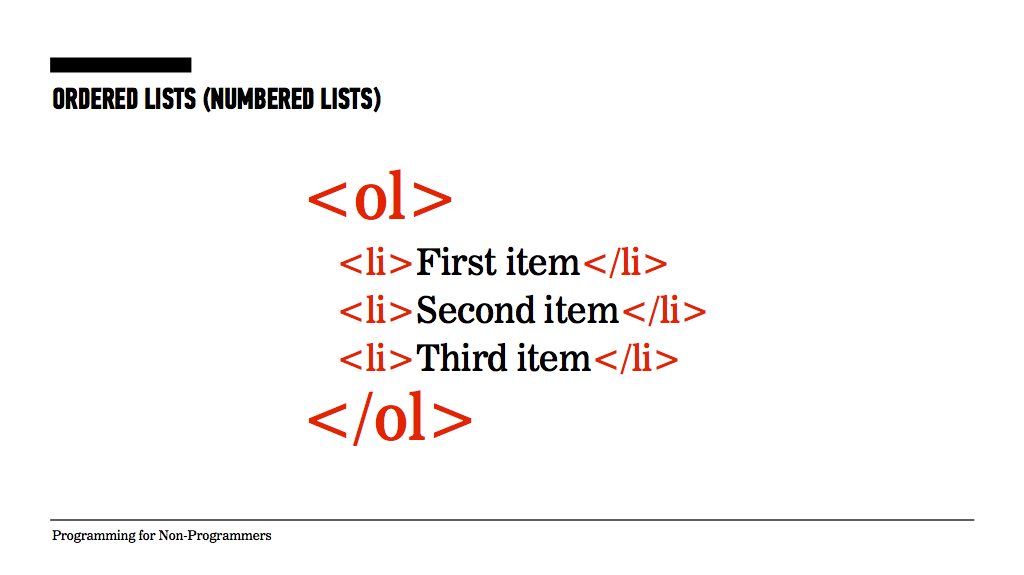 ORDERED LISTS (NUMBERED LISTS)
<ol>
<li>First item</li>
<li>Second item</li>
<li>Third item</li>
</ol>
Programming for Non-Programmers